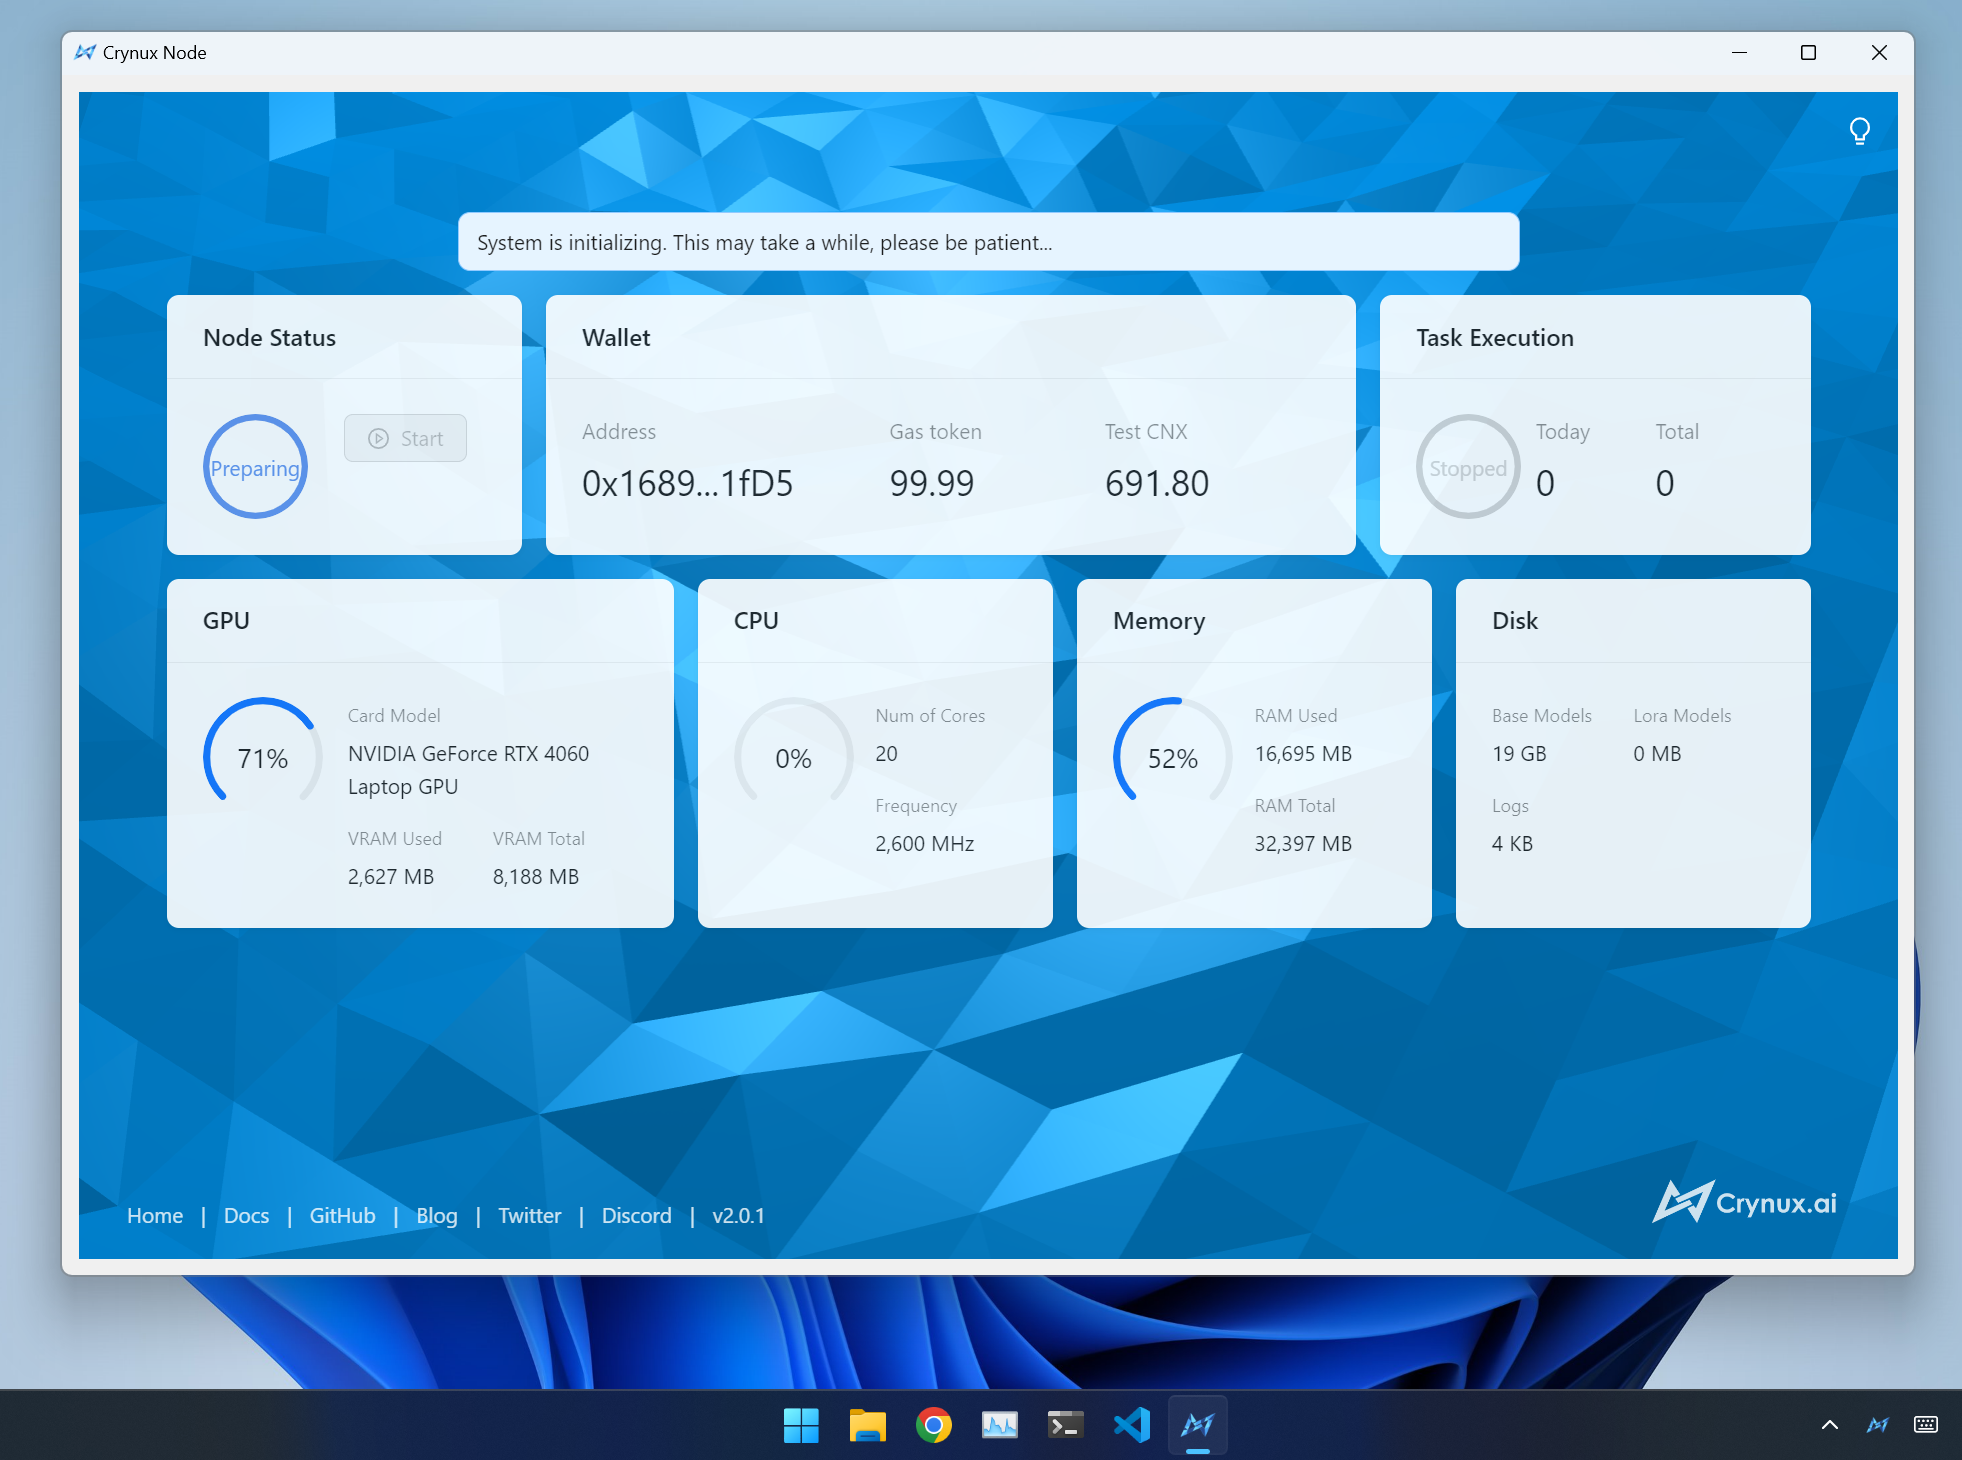 Crynux Node
System is initializing. This may take a while, please be patient...
Node Status
Preparing
Start
Wallet
Address
0x1689...1fD5
Gas token
99.99
Test CNX
691.80
Task Execution
Stopped
Today
0
Total
0
GPU
71%
Card Model
NVIDIA GeForce RTX 4060
Laptop GPU
VRAM Used
2,627 MB
VRAM Total
8,188 MB
CPU
0%
Num of Cores
20
Frequency
2,600 MHz
Memory
52%
RAM Used
16,695 MB
RAM Total
32,397 MB
Disk
Base Models
19 GB
Lora Models
0 MB
Logs
4 KB
Home | Docs | GitHub | Blog | Twitter | Discord | v2.0.1
Crynux.ai